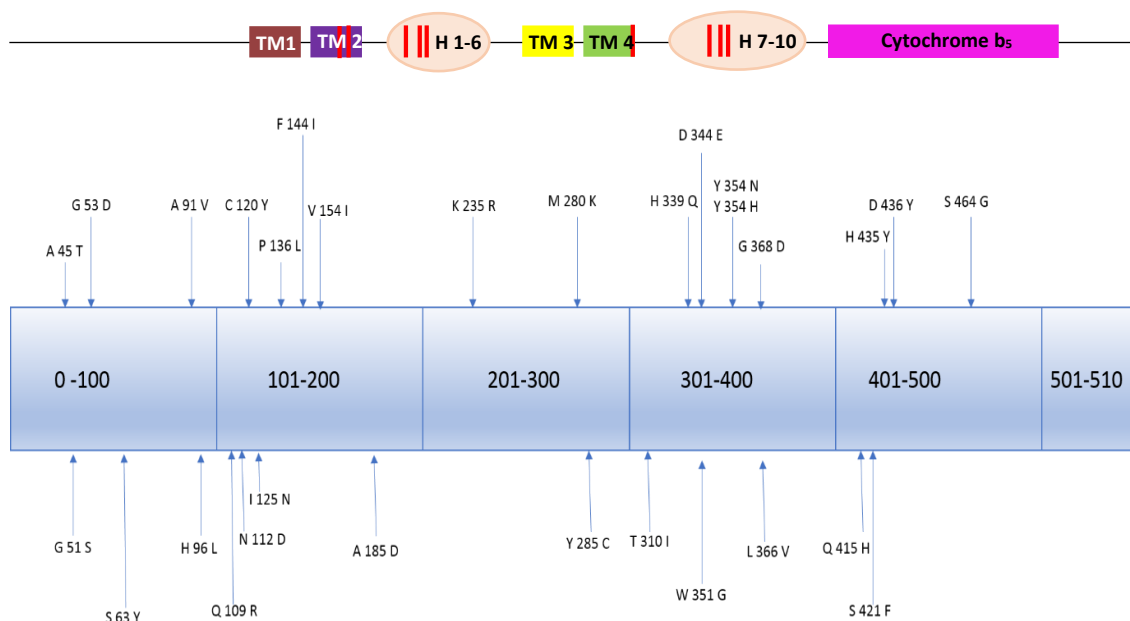 TM1 TM 2 H 1-6 TM 3 TM 4 H 7-10 Cytochrome b₅
F 144 I
D 344 E
Y 354 N
G 53 D A 91 V C 120 Y V 154 I K 235 R M 280 K H 339 Q Y 354 H D 436 Y S 464 G
A 45 T P 136 L G 368 D H 435 Y
0 -100 101-200 201-300 301-400 401-500 501-510
I 125 N
G 51 S H 96 L N 112 D A 185 D Y 285 C T 310 I L 366 V Q 415 H
W 351 G
S 63 Y Q 109 R S 421 F